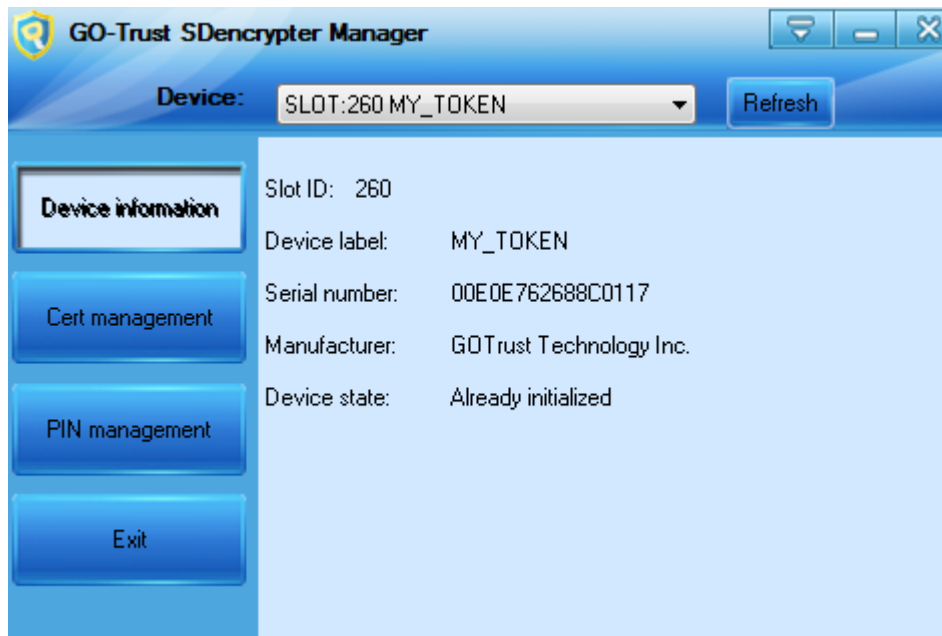 GO-Trust SDencrypter Manager
Device: SLOT:260 MY_TOKEN Refresh
Device information
Cert management
PIN management
Exit
Slot ID: 260
Device label: MY_TOKEN
Serial number: 00E0E762688C0117
Manufacturer: GOTrust Technology Inc.
Device state: Already initialized